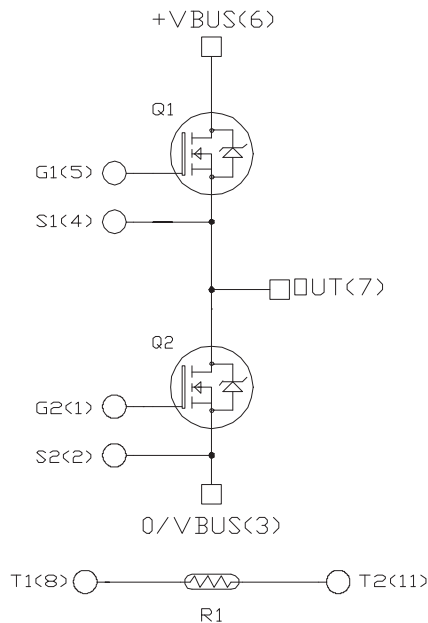 +VBUS(6)
Q1
G1(5)
S1(4)
OUT(7)
Q2
G2(1)
S2(2)
0/VBUS(3)
T1(8)
T2(11)
R1